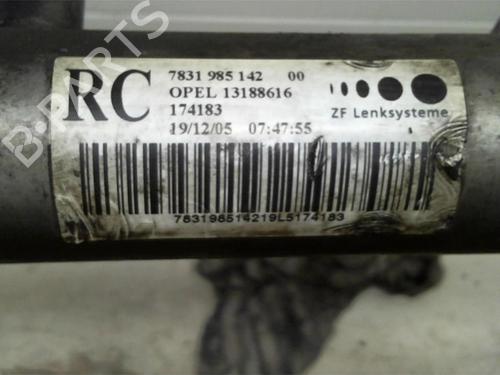 RC
7831 985 142 00
OPEL 13188616
174183
19/12/05 07:47:55
ZF Lenksysteme
783198514219L5174183
B-PARTS